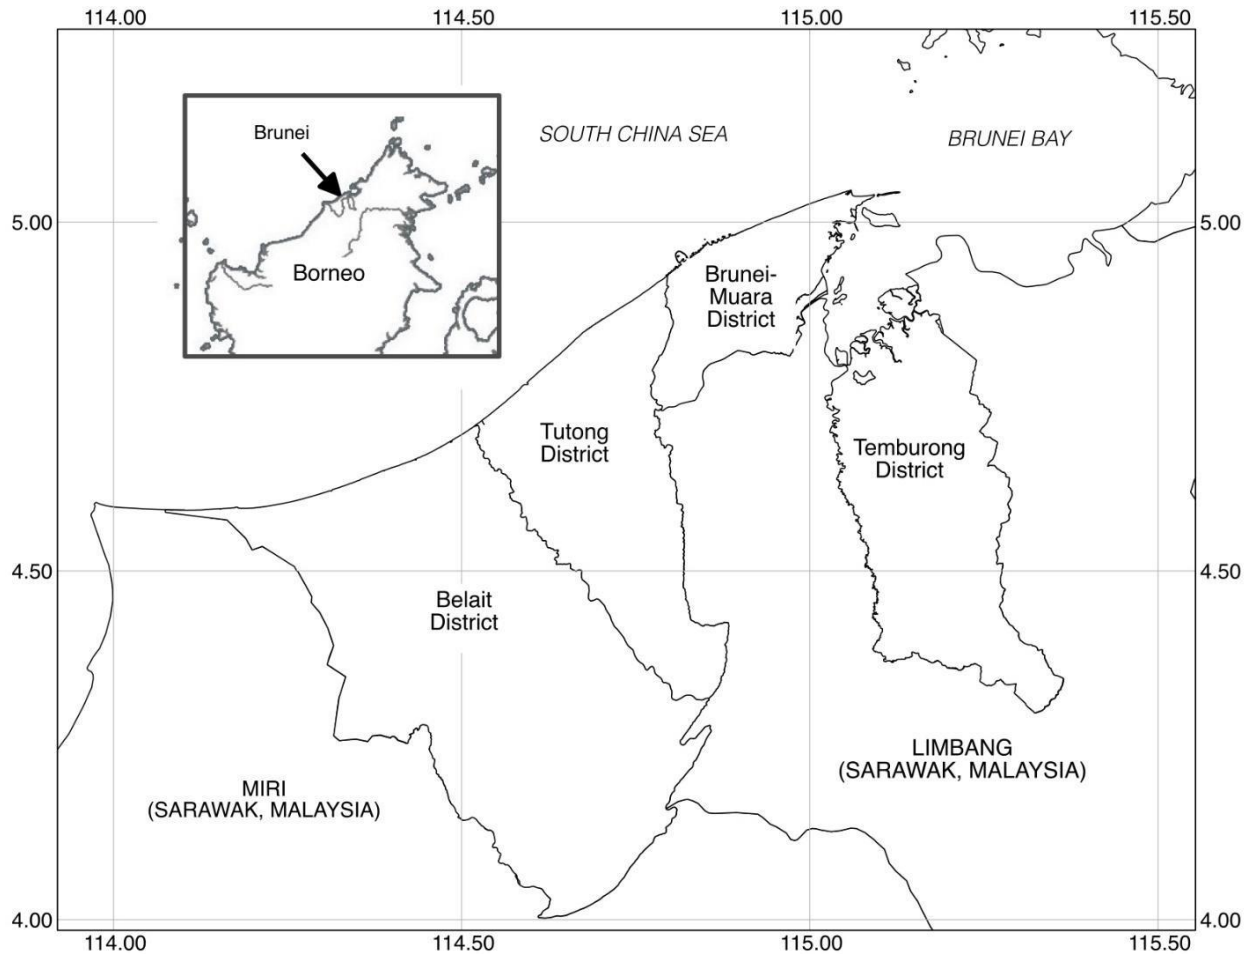 114.00
114.50
115.00
115.50
SOUTH CHINA SEA
BRUNEI BAY
Brunei
Borneo
5.00
5.00
Brunei-
Muara
District
Tutong
District
Temburong
District
4.50
4.50
Belait
District
LIMBANG
(SARAWAK, MALAYSIA)
MIRI
(SARAWAK, MALAYSIA)
4.00
4.00
114.00
114.50
115.00
115.50